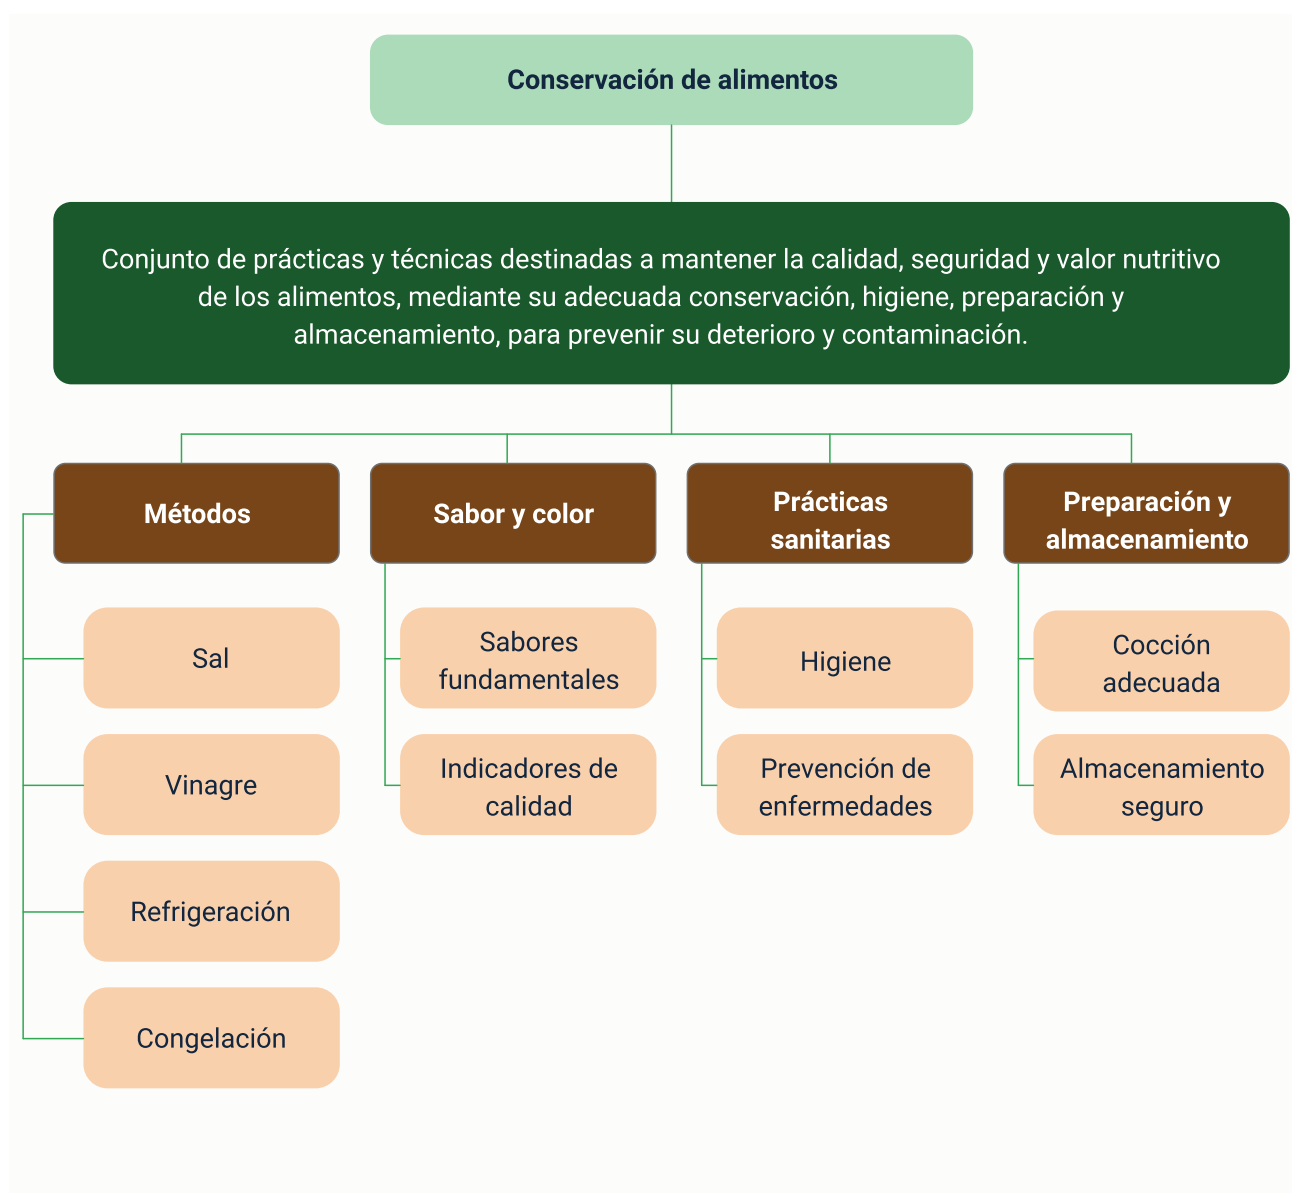 Conservación de alimentos
Conjunto de prácticas y técnicas destinadas a mantener la calidad, seguridad y valor nutritivo
de los alimentos, mediante su adecuada conservación, higiene, preparación y
almacenamiento, para prevenir su deterioro y contaminación.
Métodos
Sal
Vinagre
Refrigeración
Congelación
Sabor y color
Sabores
fundamentales
Indicadores de
calidad
Prácticas
sanitarias
Higiene
Prevención de
enfermedades
Preparación y
almacenamiento
Cocción
adecuada
Almacenamiento
seguro